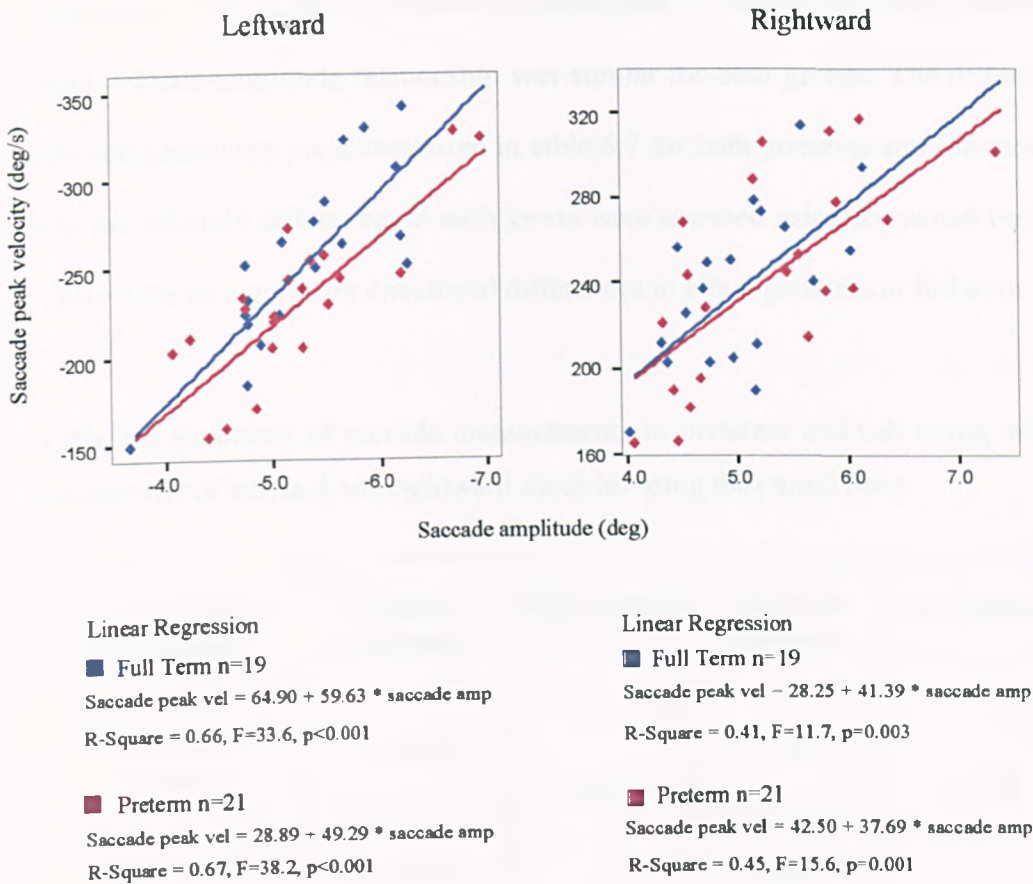 Leftward
Rightward
Saccade peak velocity (deg/s)
-350
-300
-250
-200
-150
-4.0 -5.0 -6.0 -7.0
320
280
240
200
160
4.0 5.0 6.0 7.0
Saccade amplitude (deg)
Linear Regression
Full Term n=19
Saccade peak vel = 64.90 + 59.63 * saccade amp
R-Square = 0.66, F=33.6, p<0.001
Preterm n=21
Saccade peak vel = 28.89 + 49.29 * saccade amp
R-Square = 0.67, F=38.2, p<0.001
Linear Regression
Full Term n=19
Saccade peak vel = 28.25 + 41.39 * saccade amp
R-Square = 0.41, F=11.7, p=0.003
Preterm n=21
Saccade peak vel = 42.50 + 37.69 * saccade amp
R-Square = 0.45, F=15.6, p=0.001